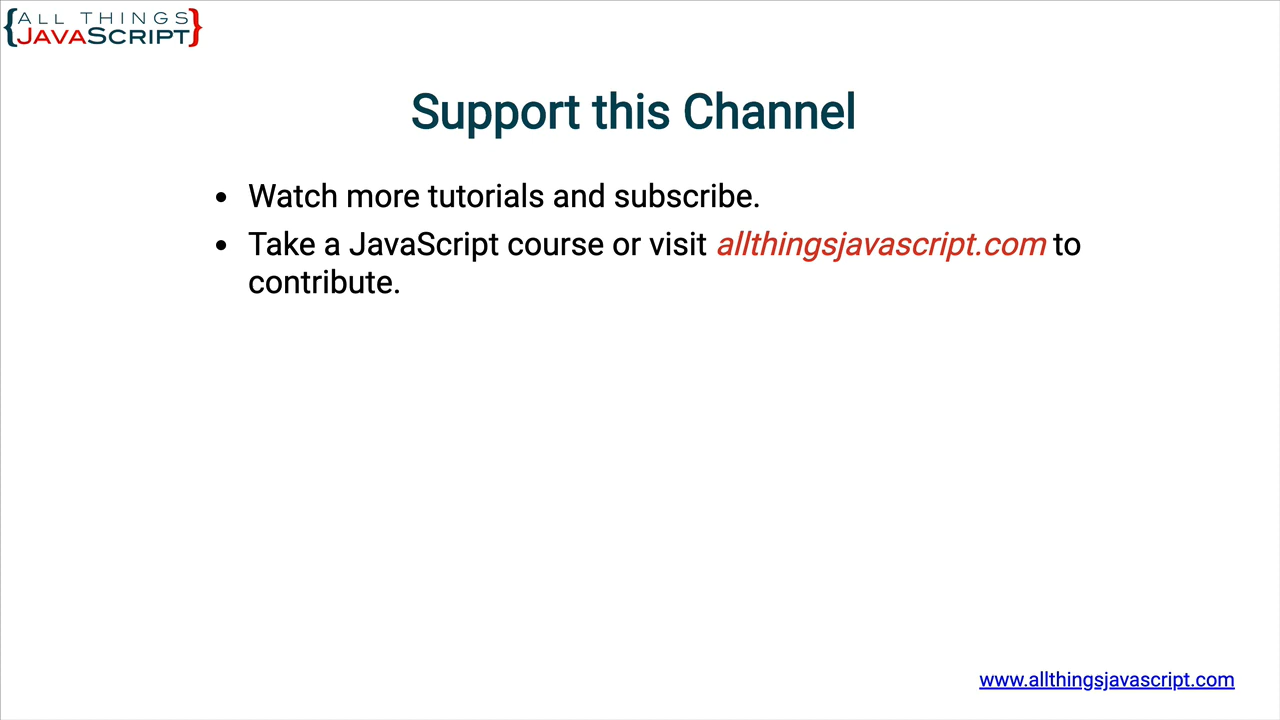 {ALL THINGS
JAVASCRIPT}
Support this Channel
• Watch more tutorials and subscribe.
• Take a JavaScript course or visit allthingsjavascript.com to
contribute.
www.allthingsjavascript.com